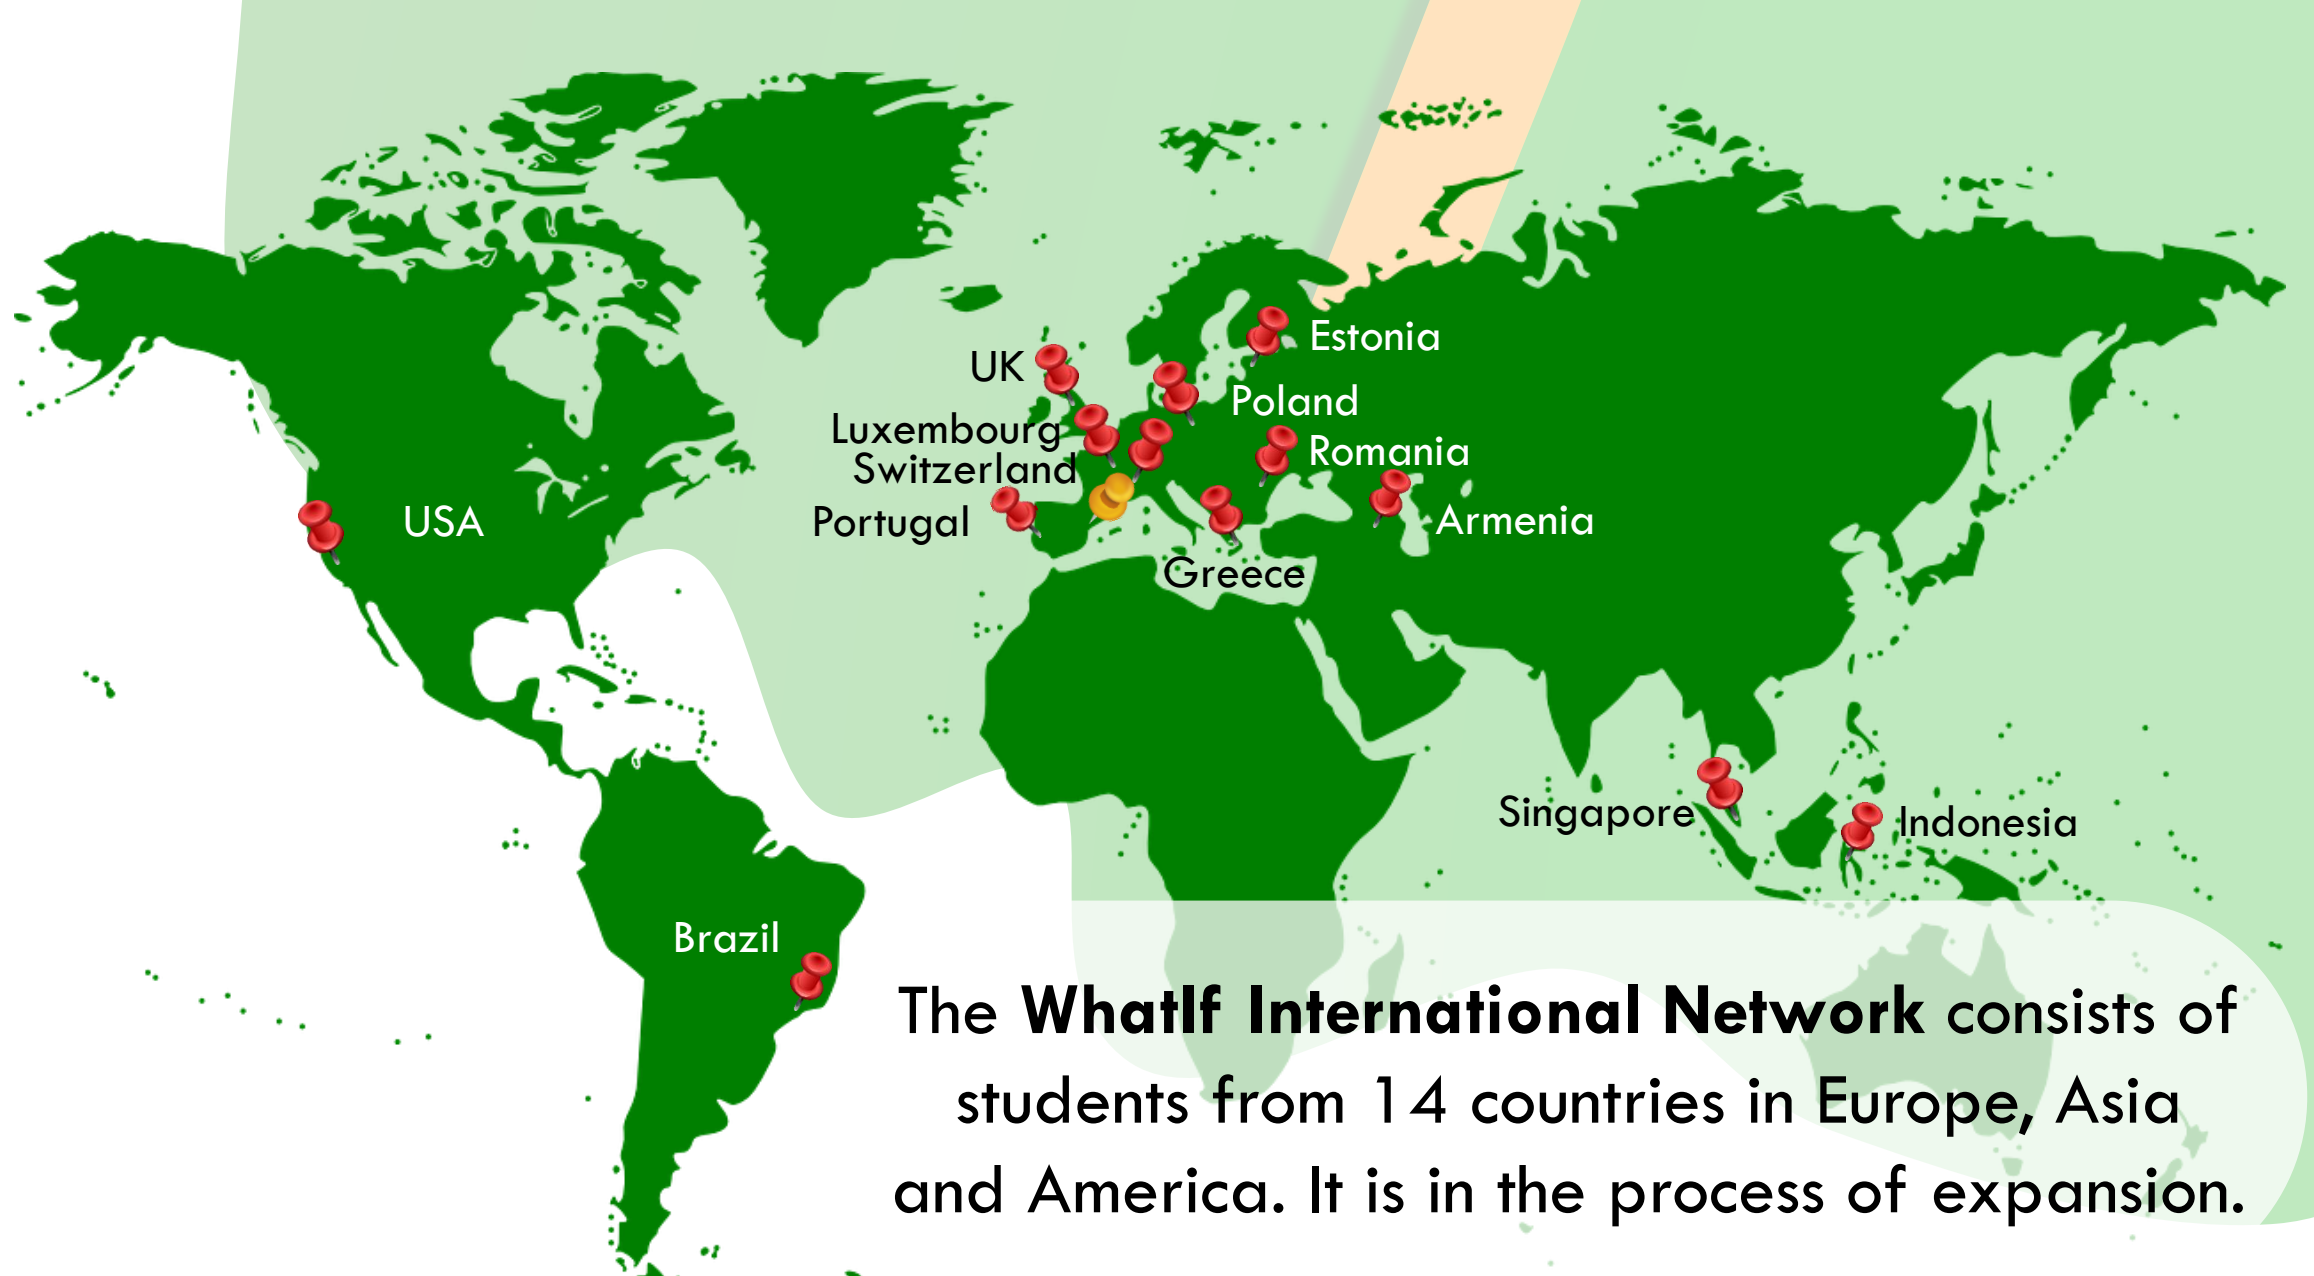 Estonia
UK
Poland
Luxembourg
Romania
Switzerland
USA
Portugal
Armenia
Greece
Singapore
Indonesia
Brazil
The WhatIf International Network consists of
students from 14 countries in Europe, Asia
and America. It is in the process of expansion.